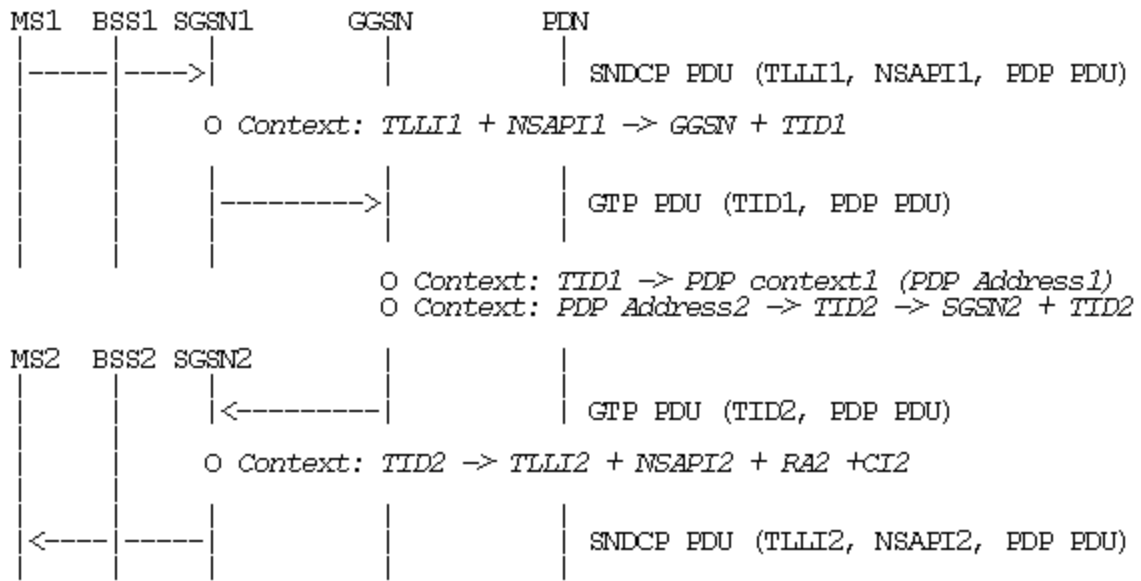 MS1 BSS1 SGSN1 GGSN PDN
SNDCP PDU (TLLI1, NSAPI1, PDP PDU)
O Context: TLLI1 + NSAPI1 -> GGSN + TID1
GTP PDU (TID1, PDP PDU)
O Context: TID1 -> PDP context1 (PDP Address1)
O Context: PDP Address2 -> TID2 -> SGSN2 + TID2
MS2 BSS2 SGSN2
GTP PDU (TID2, PDP PDU)
O Context: TID2 -> TLLI2 + NSAPI2 + RA2 +CI2
SNDCP PDU (TLLI2, NSAPI2, PDP PDU)